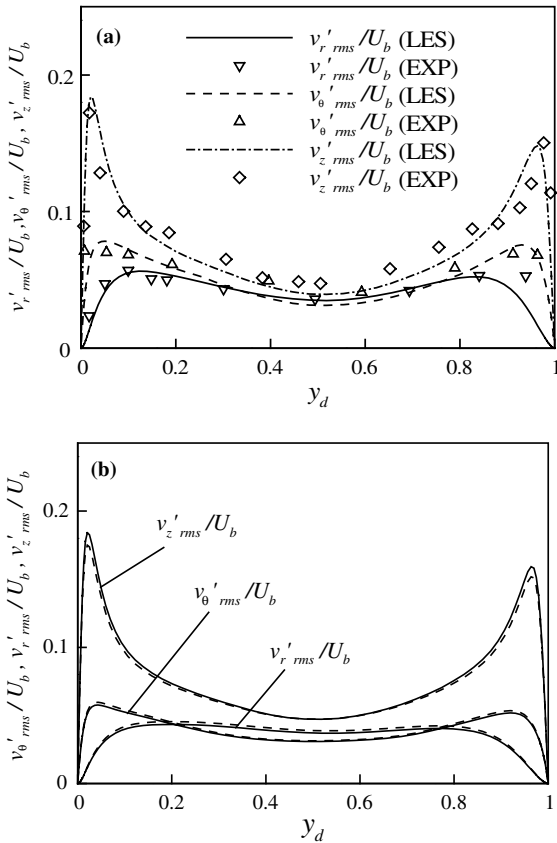 (a)
v_r'_rms/U_b (LES)
v_r'_rms/U_b (EXP)
v_θ'_rms/U_b (LES)
v_θ'_rms/U_b (EXP)
v_z'_rms/U_b (LES)
v_z'_rms/U_b (EXP)
v_r'_rms/U_b, v_θ'_rms/U_b, v_z'_rms/U_b
0.2
0.1
0
0 0.2 0.4 0.6 0.8 1
y_d
(b)
v_z'_rms/U_b
v_θ'_rms/U_b
v_r'_rms/U_b
v_θ'_rms/U_b, v_r'_rms/U_b, v_z'_rms/U_b
0.2
0.1
0
0 0.2 0.4 0.6 0.8 1
y_d